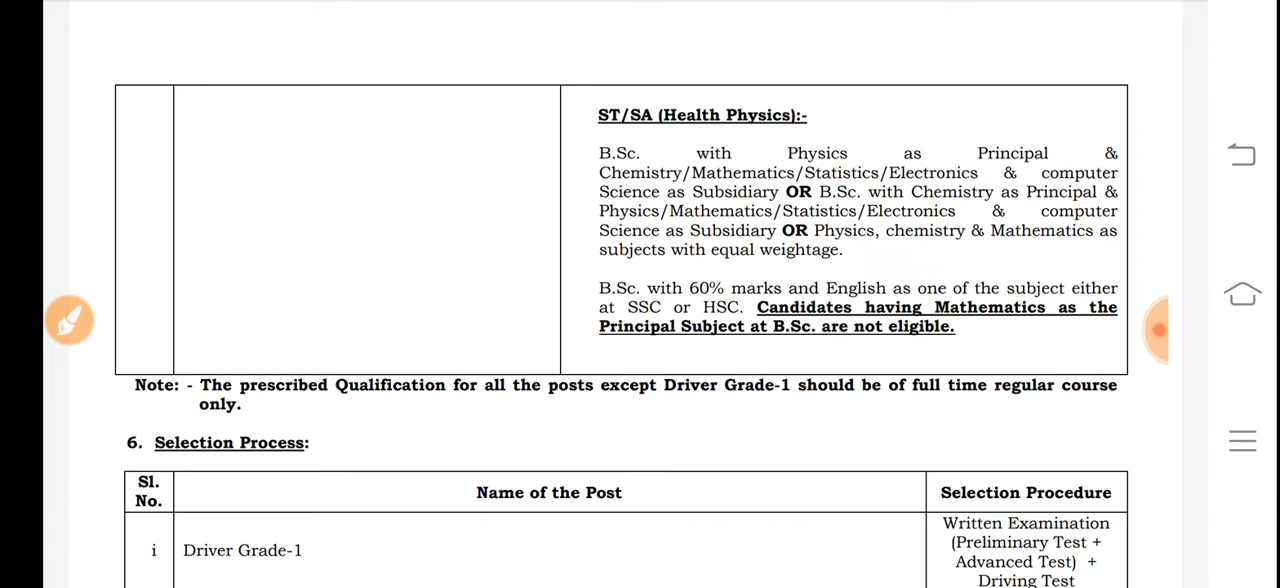 ST/SA (Health Physics):-
B.Sc. with Physics as Principal &
Chemistry/Mathematics/Statistics/Electronics & computer
Science as Subsidiary OR B.Sc. with Chemistry as Principal &
Physics/Mathematics/Statistics/Electronics & computer
Science as Subsidiary OR Physics, chemistry & Mathematics as
subjects with equal weightage.
B.Sc. with 60% marks and English as one of the subject either
at SSC or HSC. Candidates having Mathematics as the
Principal Subject at B.Sc. are not eligible.
Note: - The prescribed Qualification for all the posts except Driver Grade-1 should be of full time regular course
only.
6. Selection Process:
Sl.
No.
Name of the Post
Selection Procedure
i
Driver Grade-1
Written Examination
(Preliminary Test +
Advanced Test) +
Driving Test